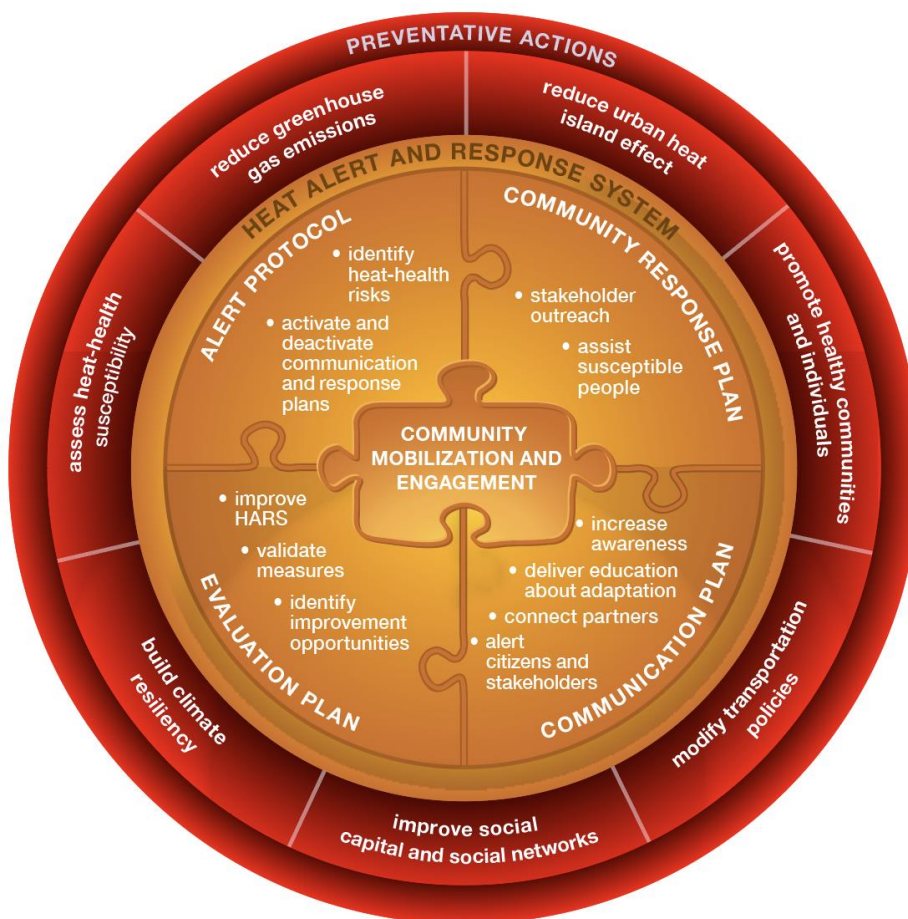 PREVENTATIVE ACTIONS
reduce greenhouse
gas emissions
reduce urban heat
island effect
promote healthy communities
and individuals
modify transportation
policies
improve social
capital and social networks
build climate
resiliency
assess heat-health
susceptibility
HEAT ALERT AND RESPONSE SYSTEM
ALERT PROTOCOL
• identify
heat-health
risks
• activate and
deactivate
communication
and response
plans
COMMUNITY RESPONSE PLAN
• stakeholder
outreach
• assist
susceptible
people
COMMUNITY
MOBILIZATION AND
ENGAGEMENT
EVALUATION PLAN
• improve
HARS
• validate
measures
• identify
improvement
opportunities
COMMUNICATION PLAN
• increase
awareness
• deliver education
about adaptation
• connect partners
• alert
citizens and
stakeholders